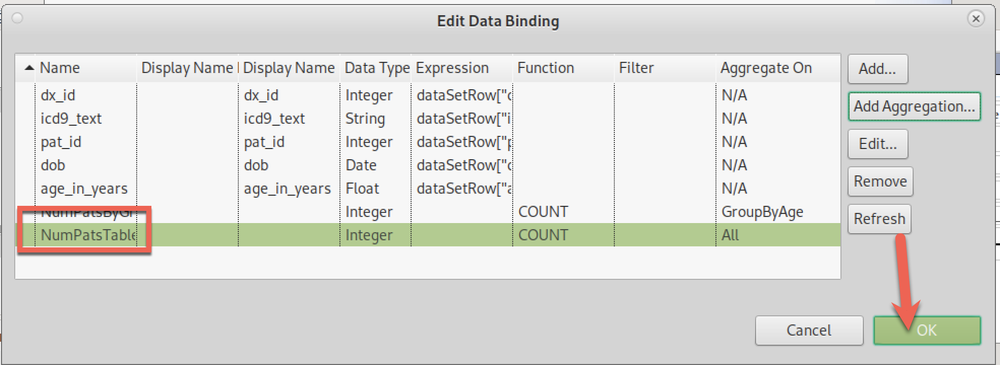 Edit Data Binding
Name Display Name Display Name Data Type Expression Function Filter Aggregate On
dx_id dx_id Integer dataSetRow[" N/A
icd9_text icd9_text String dataSetRow["i N/A
pat_id pat_id Integer dataSetRow["p N/A
dob dob Date dataSetRow[" N/A
age_in_years age_in_years Float dataSetRow["a N/A
NumPatsByGr Integer COUNT GroupByAge
NumPatsTable Integer COUNT All
Add...
Add Aggregation...
Edit...
Remove
Refresh
Cancel OK